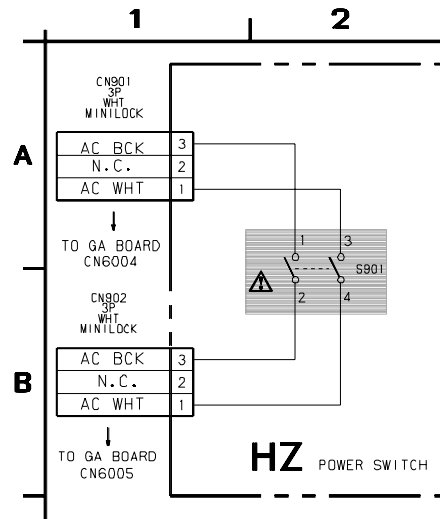 1 2
CN901
3P
WHT
MINILOCK
A
AC BCK 3
N.C. 2
AC WHT 1
TO GA BOARD
CN6004
1 3
S901
2 4
CN902
3P
WHT
MINILOCK
B
AC BCK 3
N.C. 2
AC WHT 1
TO GA BOARD
CN6005
HZ POWER SWITCH